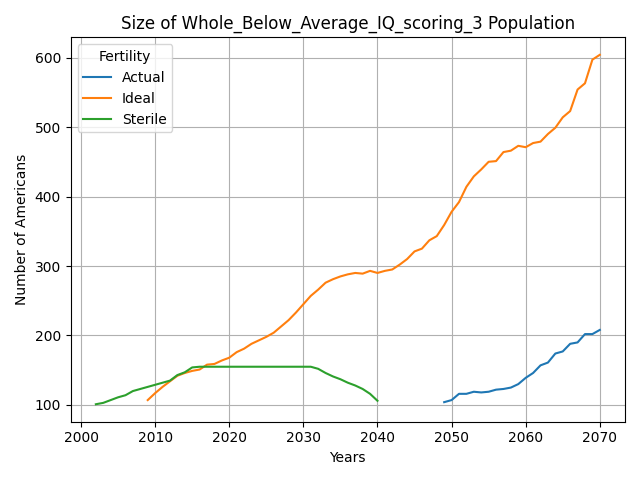 Size of Whole_Below_Average_IQ_scoring_3 Population
Fertility
Actual
Ideal
Sterile
Number of Americans
600
500
400
300
200
100
2000 2010 2020 2030 2040 2050 2060 2070
Years